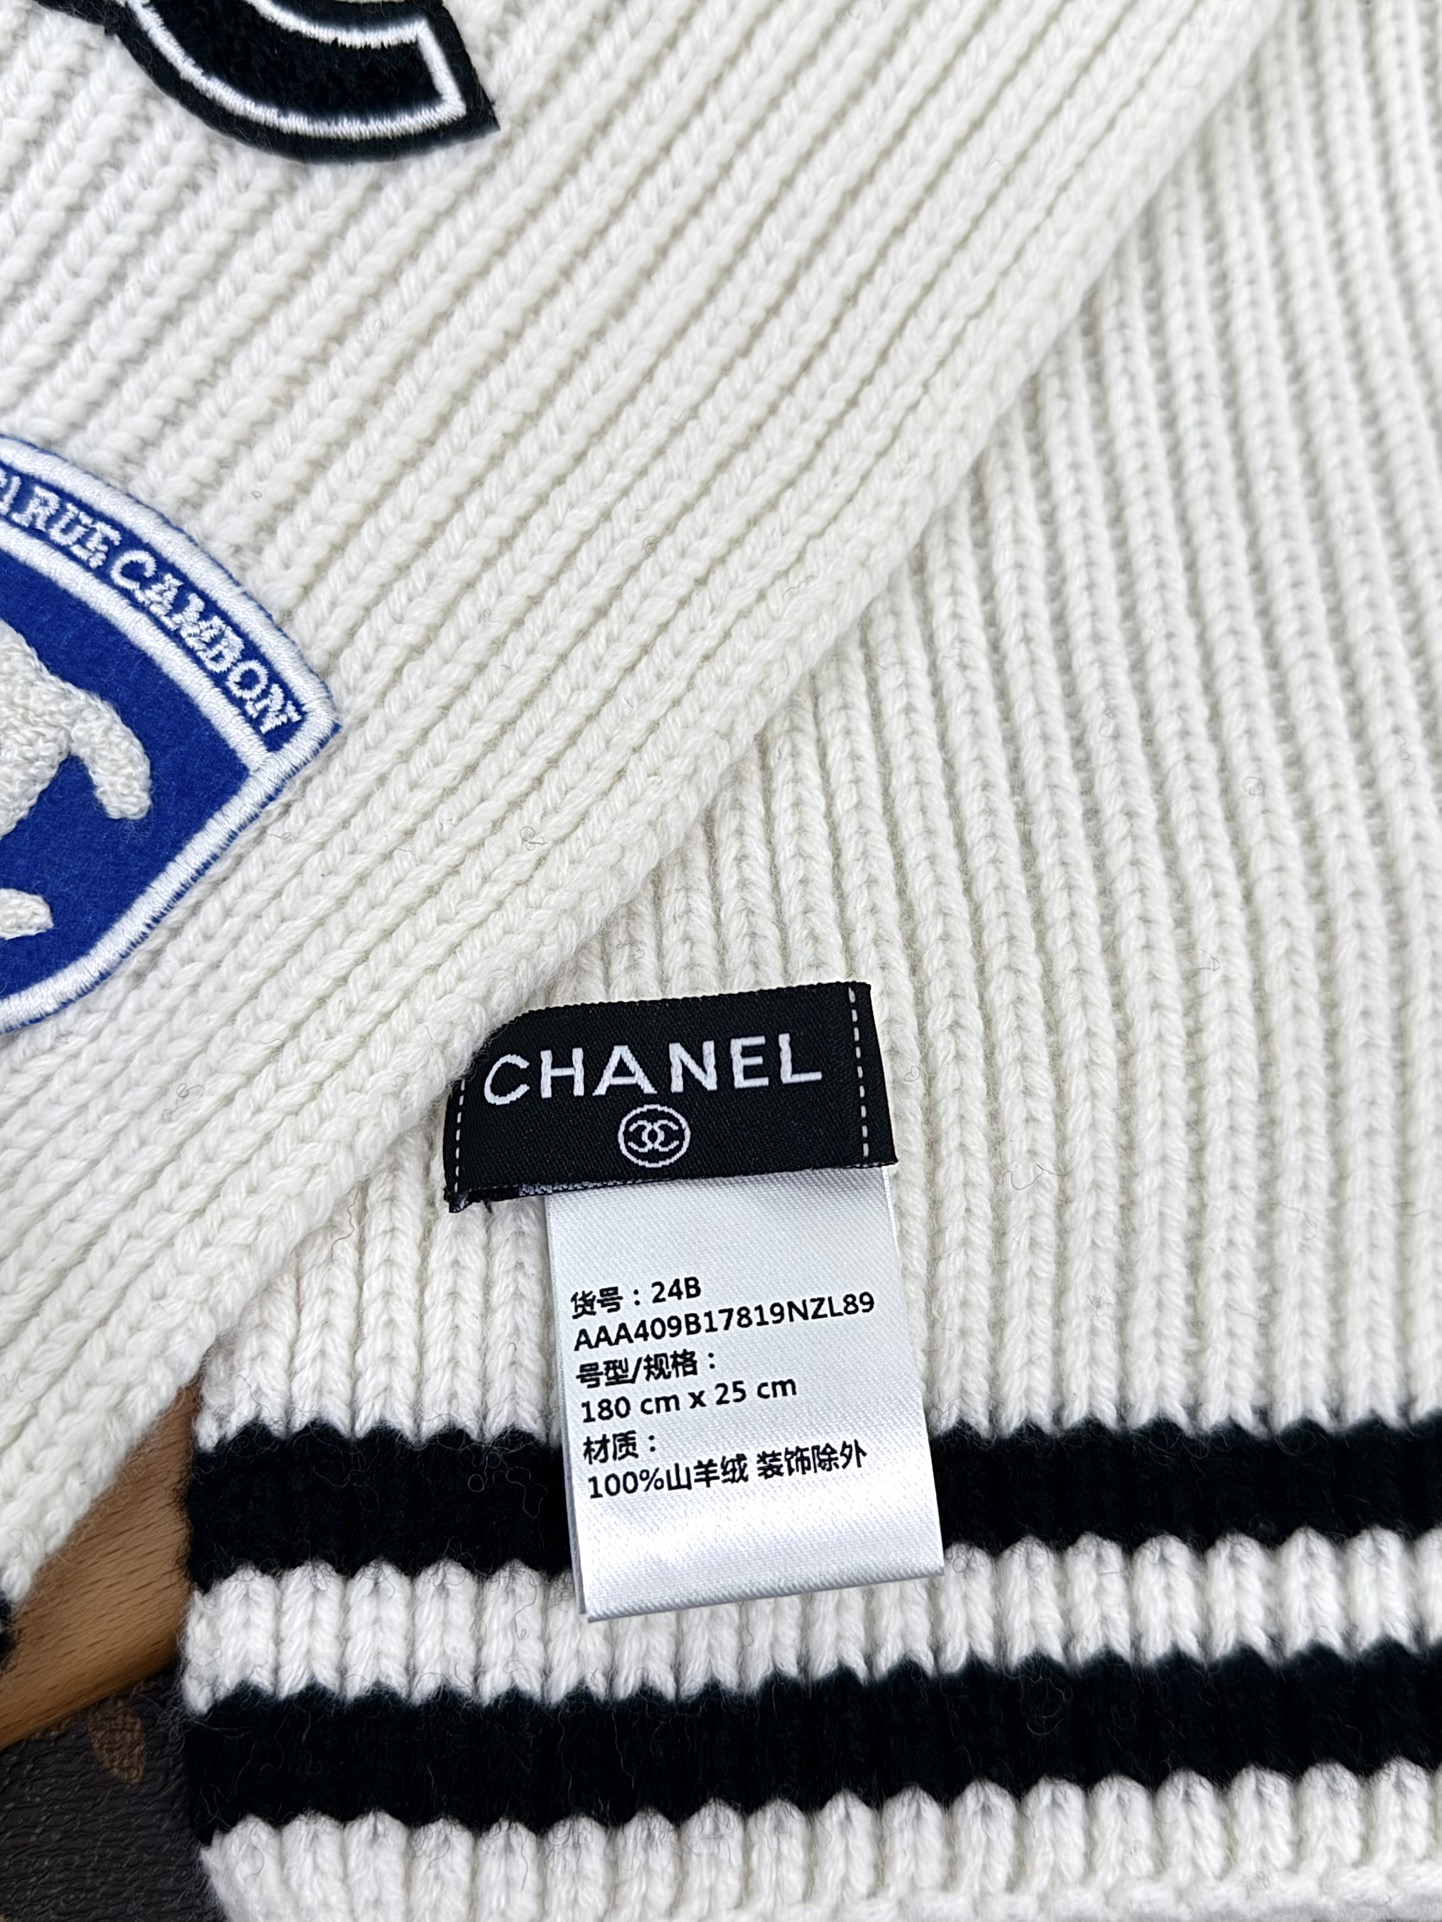 31 RUE CAMBON
CHANEL
货号：24B
AAA409B17819NZL89
号型/规格：
180 cm x 25 cm
材质：
100%山羊绒 装饰除外